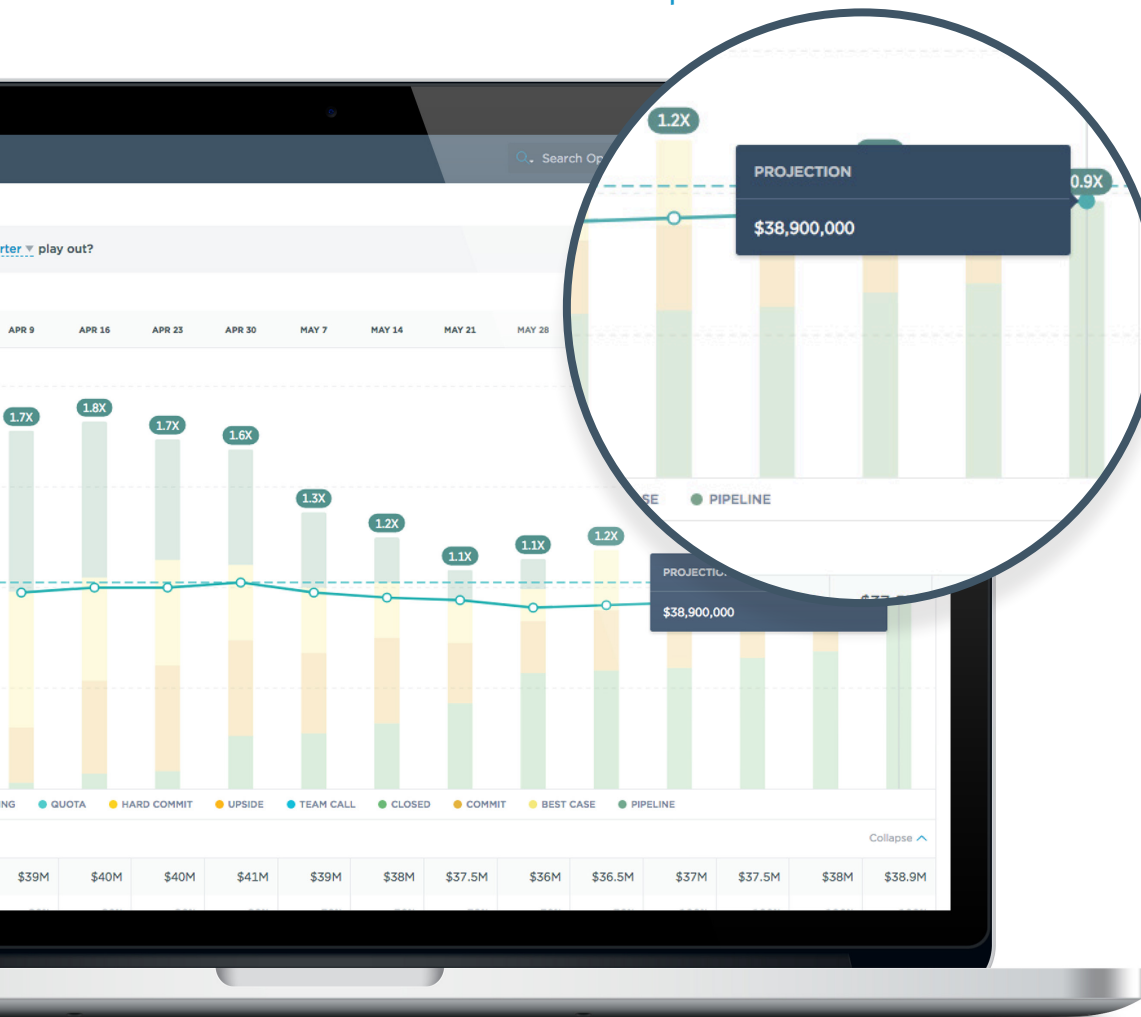 1.2X
PROJECTION
0.9X
$38,900,000
Search Op
rter play out?
APR 9 APR 16 APR 23 APR 30 MAY 7 MAY 14 MAY 21 MAY 28
1.7X 1.8X 1.7X 1.6X 1.3X 1.2X 1.1X 1.1X 1.2X
SE PIPELINE
PROJECTIO
$38,900,000
NG QUOTA HARD COMMIT UPSIDE TEAM CALL CLOSED COMMIT BEST CASE PIPELINE
Collapse
$39M $40M $40M $41M $39M $38M $37.5M $36M $36.5M $37M $37.5M $38M $38.9M